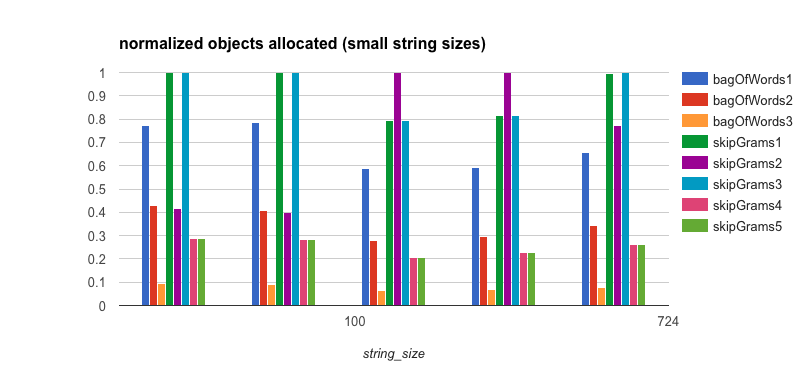 normalized objects allocated (small string sizes)
1
0.9
0.8
0.7
0.6
0.5
0.4
0.3
0.2
0.1
0
100
724
string_size
bagOfWords1
bagOfWords2
bagOfWords3
skipGrams1
skipGrams2
skipGrams3
skipGrams4
skipGrams5